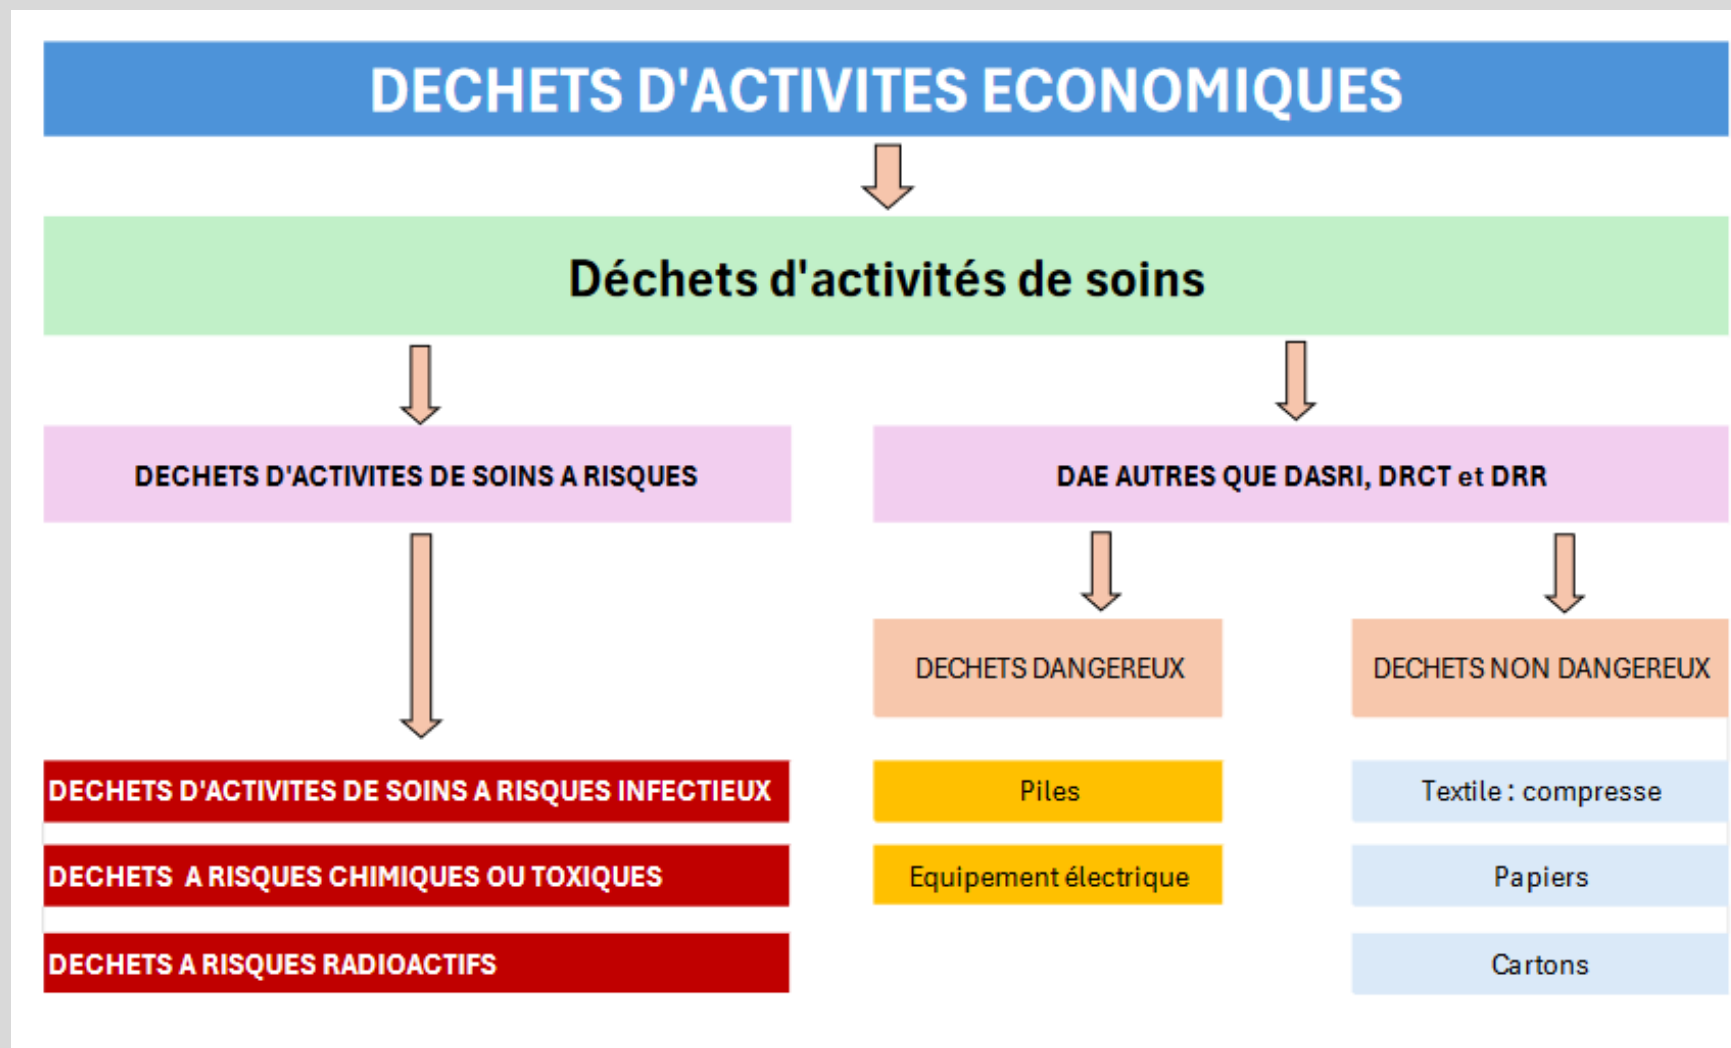 DECHETS D'ACTIVITES ECONOMIQUES
Déchets d'activités de soins
DECHETS D'ACTIVITES DE SOINS A RISQUES
DAE AUTRES QUE DASRI, DRCT et DRR
DECHETS DANGEREUX
DECHETS NON DANGEREUX
DECHETS D'ACTIVITES DE SOINS A RISQUES INFECTIEUX
Piles
Textile : compresse
DECHETS A RISQUES CHIMIQUES OU TOXIQUES
Equipement électrique
Papiers
DECHETS A RISQUES RADIOACTIFS
Cartons